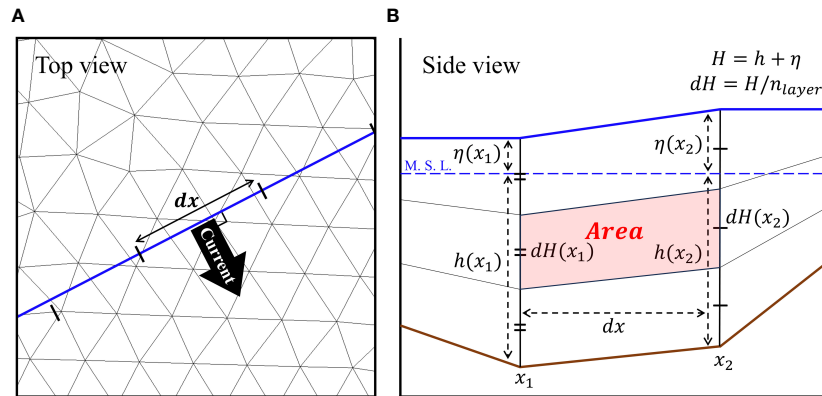 A
Top view
dx
Current
B
Side view
H = h + η
dH = H/n_layer
η(x₁)
η(x₂)
M. S. L.
Area
dH(x₂)
dH(x₁)
h(x₁)
h(x₂)
dx
x₁
x₂